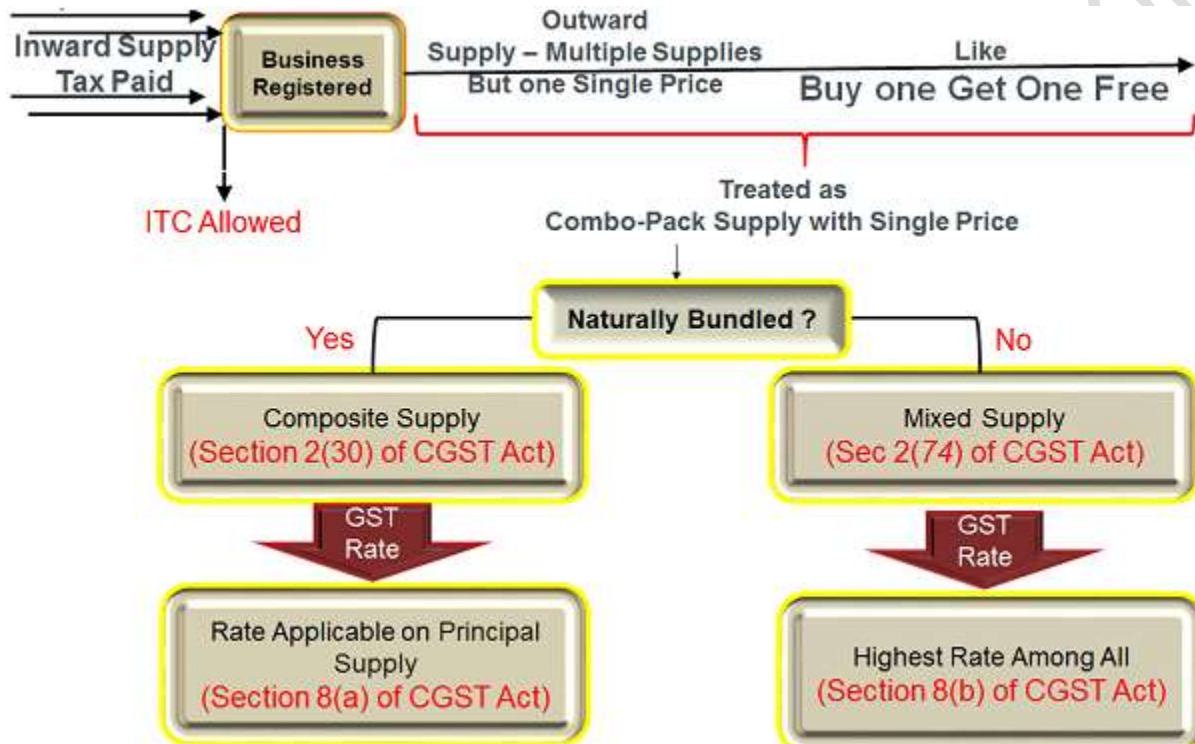 Inward Supply
Tax Paid
Business
Registered
Outward
Supply – Multiple Supplies
But one Single Price
Like
Buy one Get One Free
ITC Allowed
Treated as
Combo-Pack Supply with Single Price
Naturally Bundled ?
Yes
No
Composite Supply
(Section 2(30) of CGST Act)
Mixed Supply
(Sec 2(74) of CGST Act)
GST
Rate
GST
Rate
Rate Applicable on Principal
Supply
(Section 8(a) of CGST Act)
Highest Rate Among All
(Section 8(b) of CGST Act)